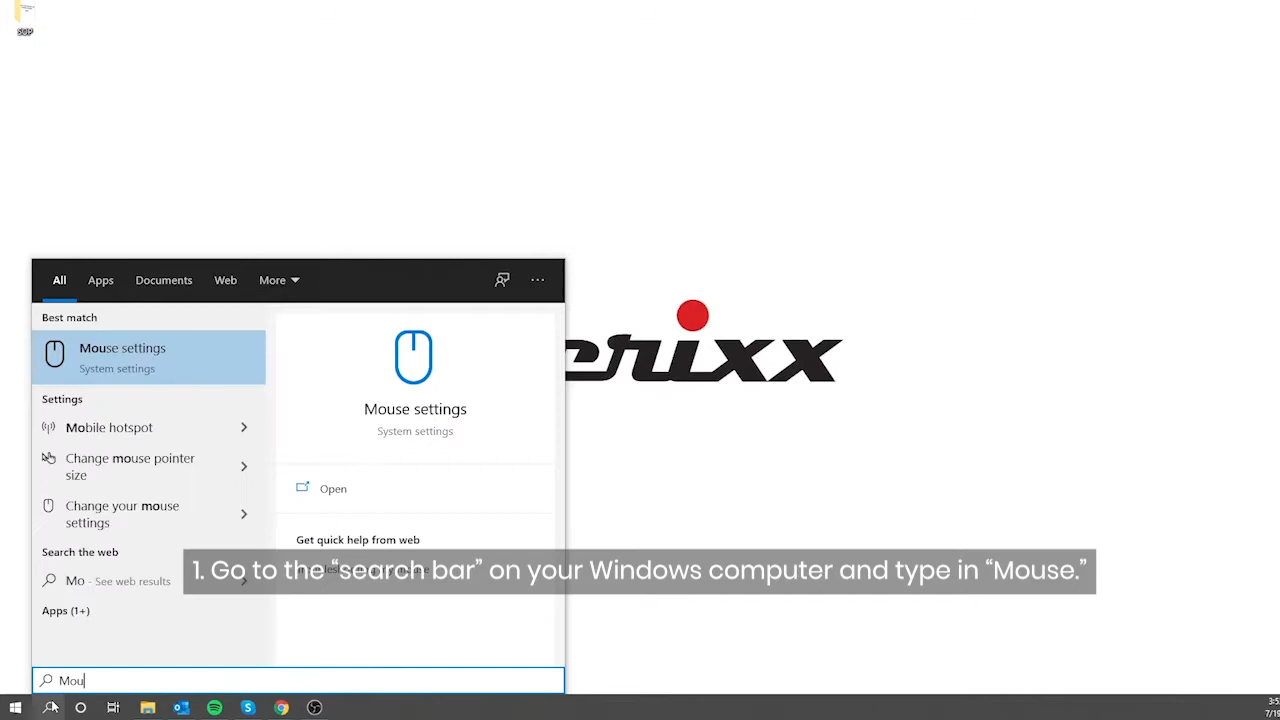 SOP
All Apps Documents Web More
Best match
Mouse settings
System settings
Settings
Mobile hotspot
Change mouse pointer
size
Change your mouse
settings
Search the web
Mo - See web results
Apps (1+)
Mouse settings
System settings
Open
Get quick help from web
erixx
1. Go to the “search bar” on your Windows computer and type in “Mouse.”
Mou